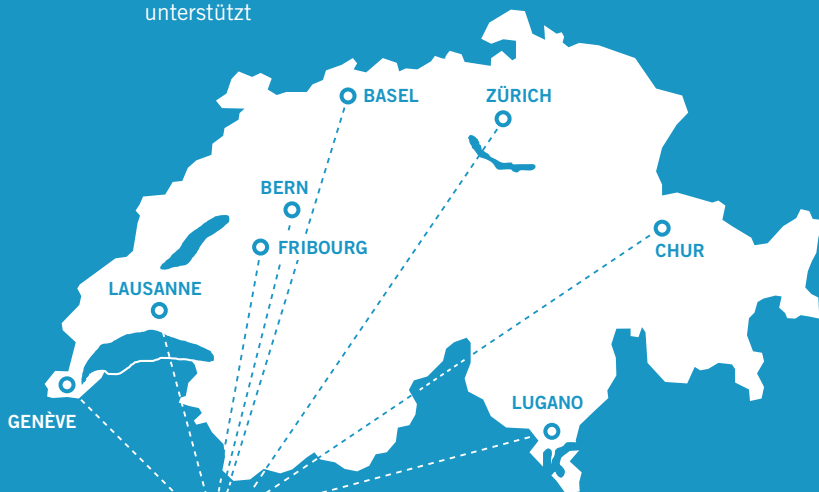 unterstützt
BASEL
ZÜRICH
BERN
FRIBOURG
CHUR
LAUSANNE
LUGANO
GENÈVE